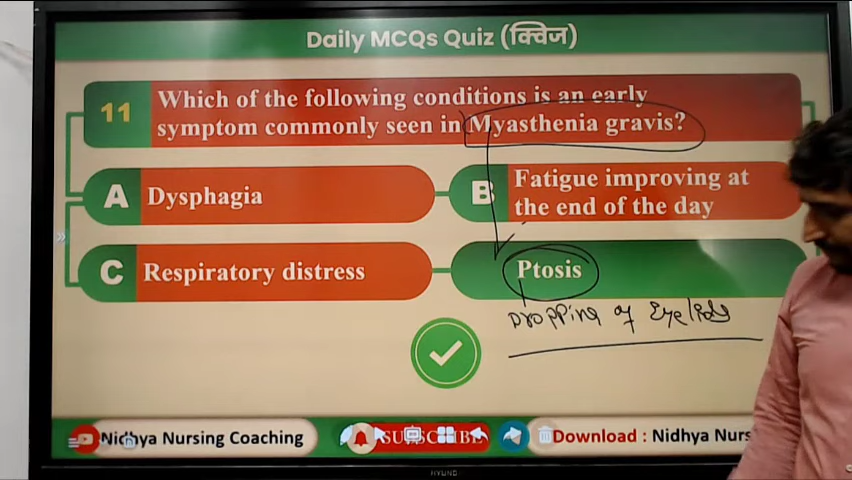 Daily MCQs Quiz (क्विज)
11
Which of the following conditions is an early
symptom commonly seen in Myasthenia gravis?
A Dysphagia
B Fatigue improving at
the end of the day
C Respiratory distress
Ptosis
Dropping of Eyelids
Nidhya Nursing Coaching
SUBSCRIBE
Download : Nidhya Nurs
HYUND